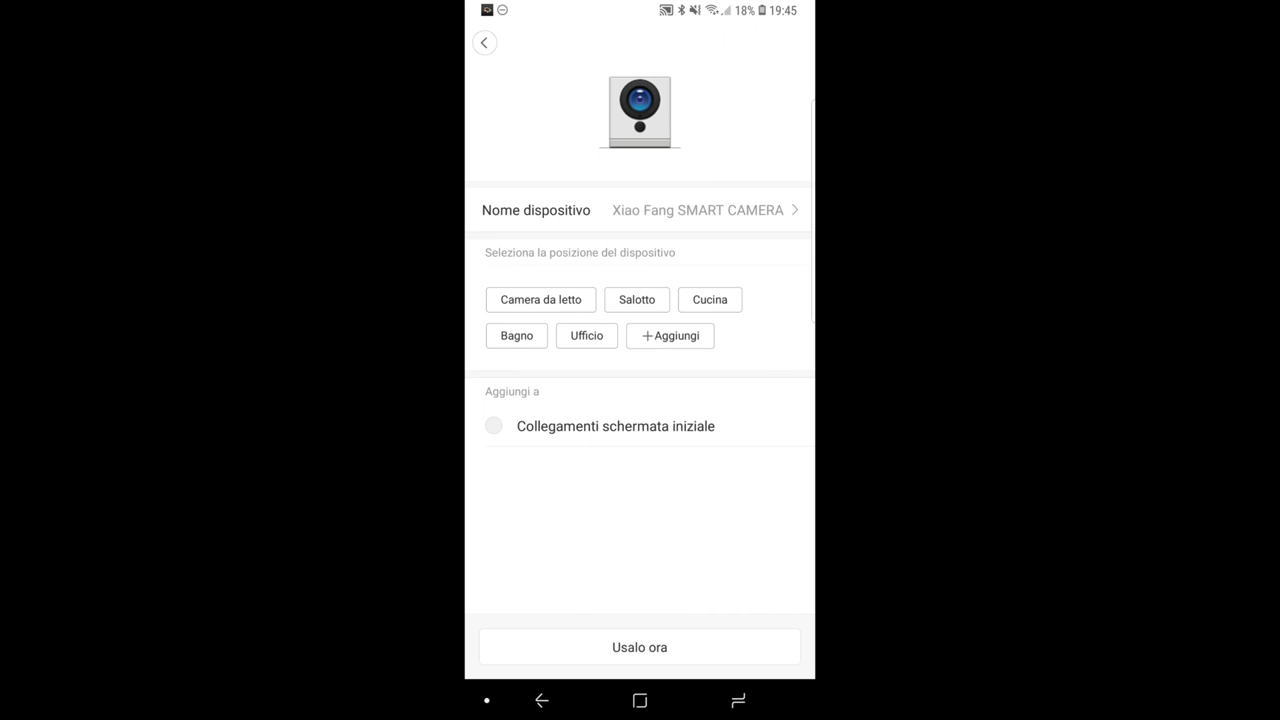 18% 19:45
Nome dispositivo Xiao Fang SMART CAMERA
Seleziona la posizione del dispositivo
Camera da letto Salotto Cucina
Bagno Ufficio +Aggiungi
Aggiungi a
Collegamenti schermata iniziale
Usalo ora